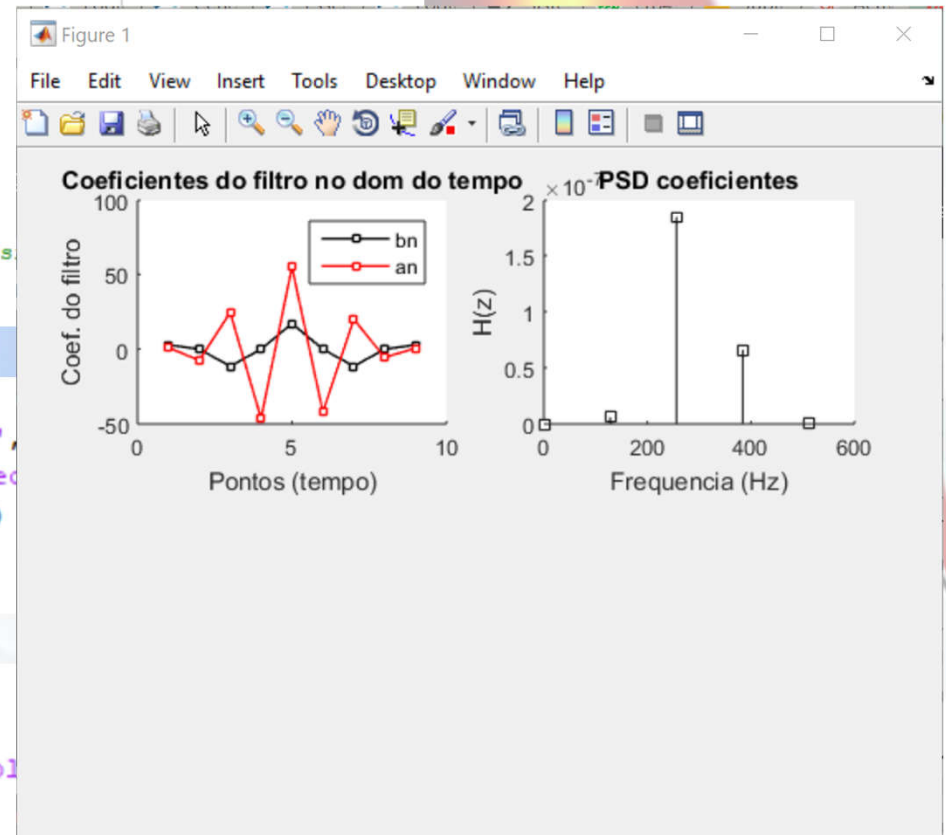 Figure 1
File Edit View Insert Tools Desktop Window Help
Coeficientes do filtro no dom do tempo
100
50
0
-50
0 5 10
Coef. do filtro
Pontos (tempo)
bn
an
× 10⁻⁷ PSD coeficientes
2
1.5
1
0.5
0
0 200 400 600
H(z)
Frequencia (Hz)